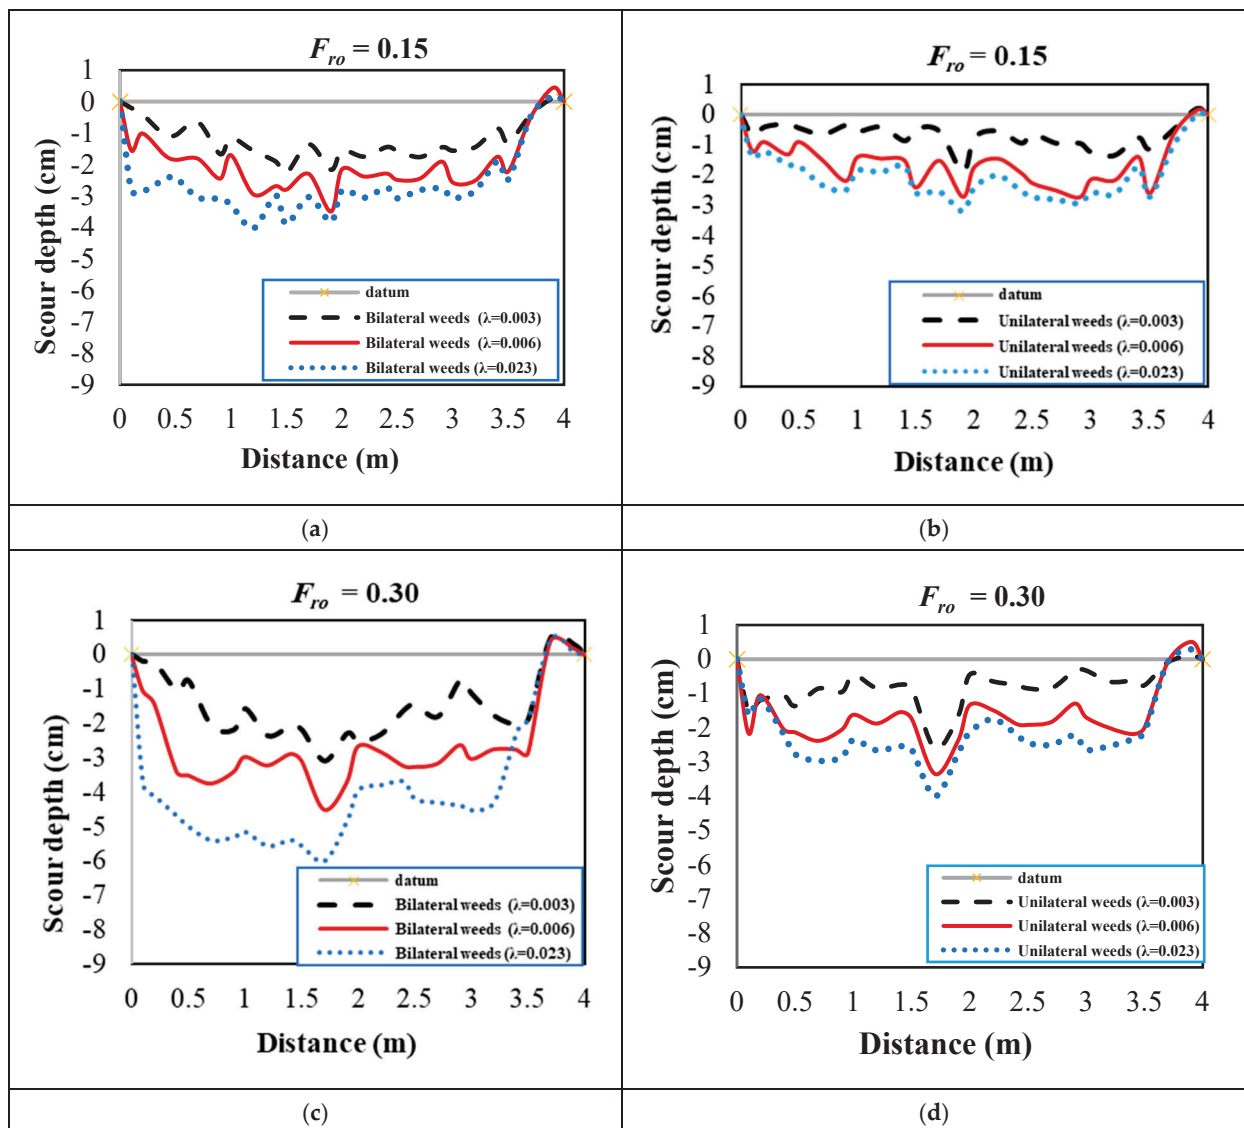 F_ro = 0.15
1
0
-1
-2
-3
-4
-5
-6
-7
-8
-9
Scour depth (cm)
datum
Bilateral weeds (λ=0.003)
Bilateral weeds (λ=0.006)
Bilateral weeds (λ=0.023)
0 0.5 1 1.5 2 2.5 3 3.5 4
Distance (m)
(a)
F_ro = 0.15
1
0
-1
-2
-3
-4
-5
-6
-7
-8
-9
Scour depth (cm)
datum
Unilateral weeds (λ=0.003)
Unilateral weeds (λ=0.006)
Unilateral weeds (λ=0.023)
0 0.5 1 1.5 2 2.5 3 3.5 4
Distance (m)
(b)
F_ro = 0.30
1
0
-1
-2
-3
-4
-5
-6
-7
-8
-9
Scour depth (cm)
datum
Bilateral weeds (λ=0.003)
Bilateral weeds (λ=0.006)
Bilateral weeds (λ=0.023)
0 0.5 1 1.5 2 2.5 3 3.5 4
Distance (m)
(c)
F_ro = 0.30
1
0
-1
-2
-3
-4
-5
-6
-7
-8
-9
Scour depth (cm)
datum
Unilateral weeds (λ=0.003)
Unilateral weeds (λ=0.006)
Unilateral weeds (λ=0.023)
0 0.5 1 1.5 2 2.5 3 3.5 4
Distance (m)
(d)